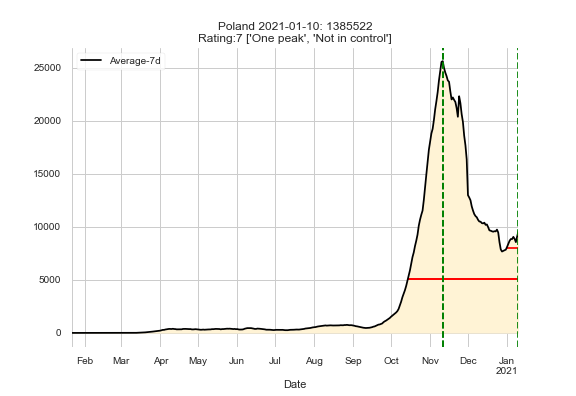 Poland 2021-01-10: 1385522
Rating:7 ['One peak', 'Not in control']
Average-7d
25000
20000
15000
10000
5000
0
Feb Mar Apr May Jun Jul Aug Sep Oct Nov Dec Jan
2021
Date